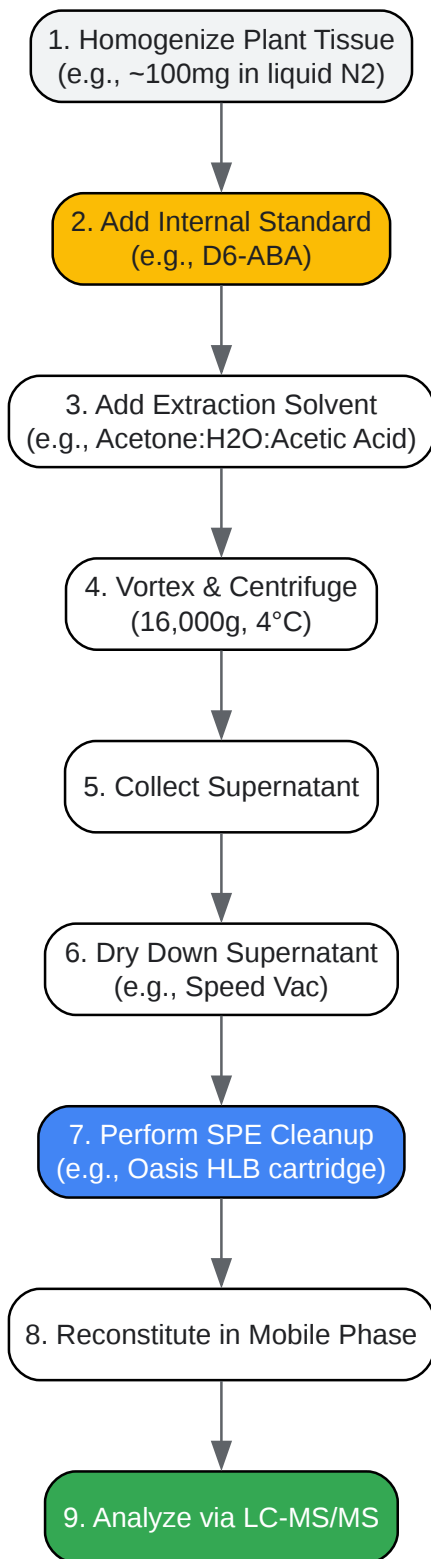 1. Homogenize Plant Tissue
(e.g., ~100mg in liquid N2)
2. Add Internal Standard
(e.g., D6-ABA)
3. Add Extraction Solvent
(e.g., Acetone:H2O:Acetic Acid)
4. Vortex & Centrifuge
(16,000g, 4°C)
5. Collect Supernatant
6. Dry Down Supernatant
(e.g., Speed Vac)
7. Perform SPE Cleanup
(e.g., Oasis HLB cartridge)
8. Reconstitute in Mobile Phase
9. Analyze via LC-MS/MS